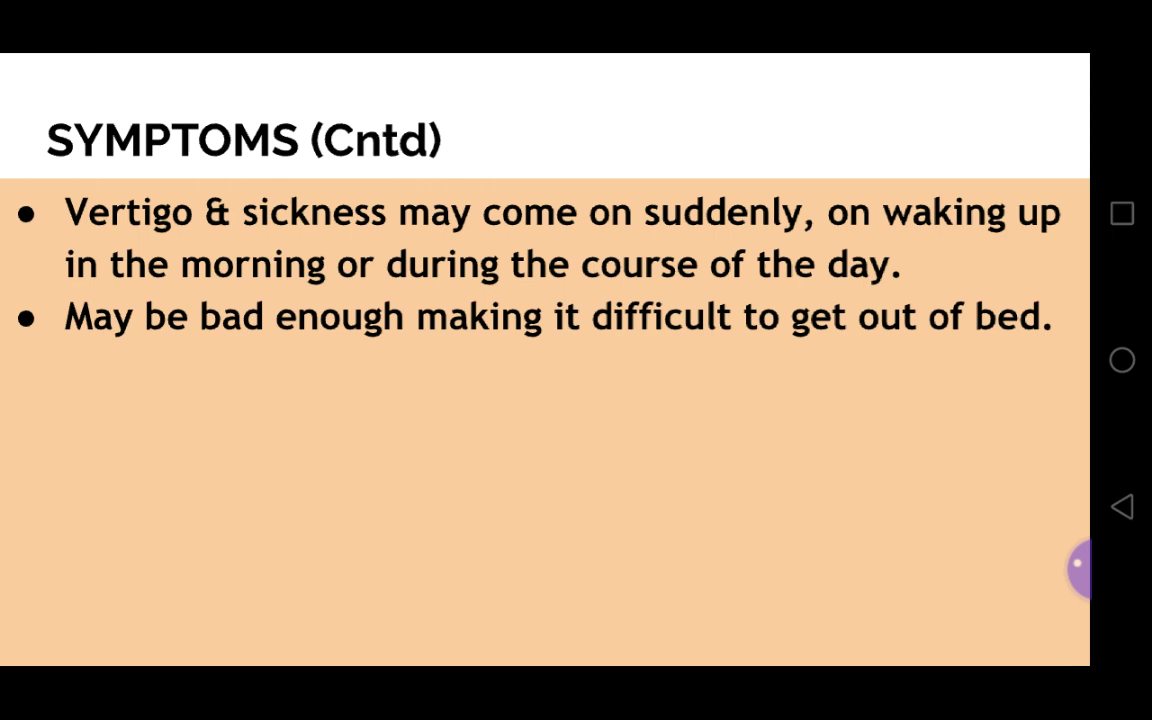 SYMPTOMS (Cntd)
● Vertigo & sickness may come on suddenly, on waking up
in the morning or during the course of the day.
● May be bad enough making it difficult to get out of bed.